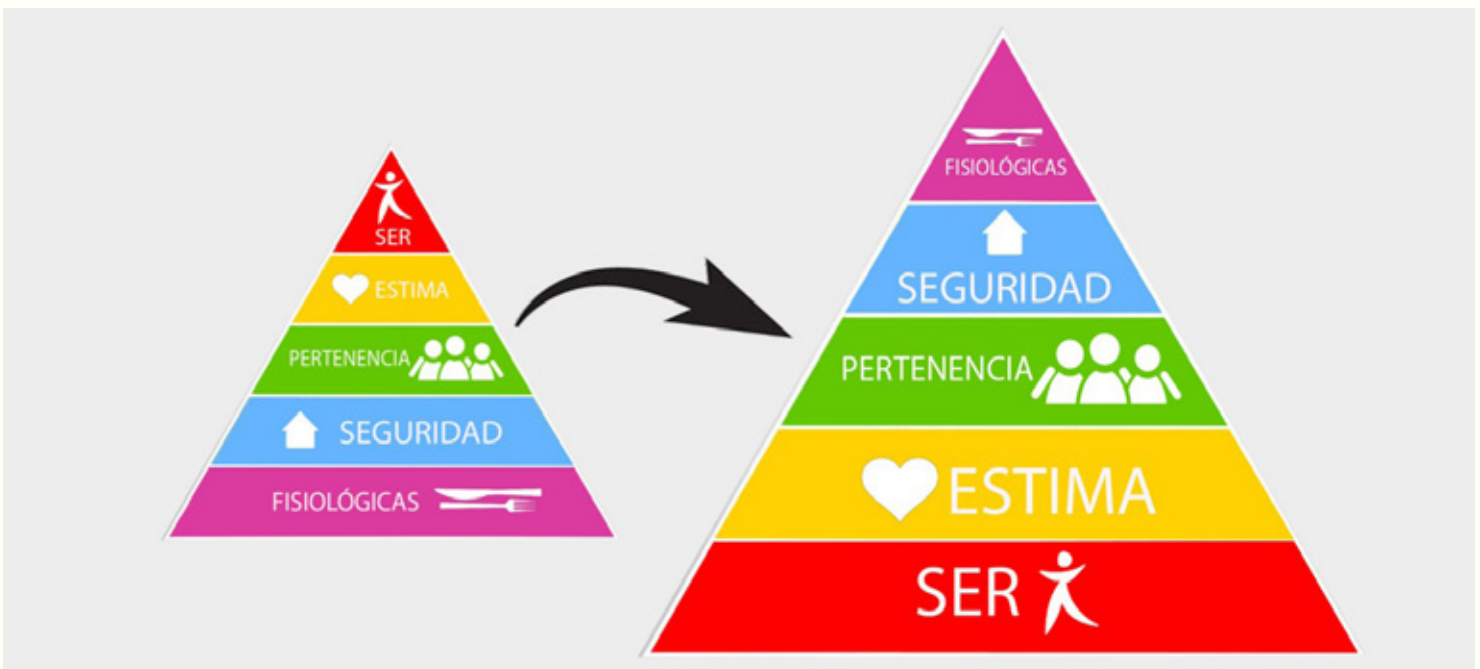 SER
ESTIMA
PERTENENCIA
SEGURIDAD
FISIOLÓGICAS
FISIOLÓGICAS
SEGURIDAD
PERTENENCIA
ESTIMA
SER